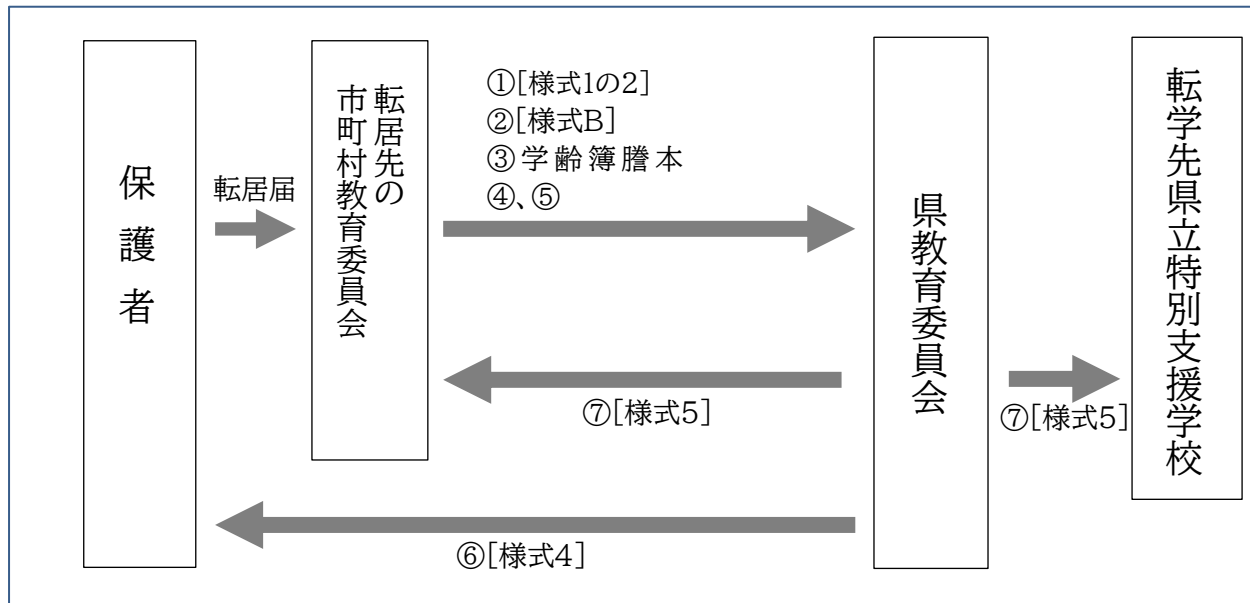 保護者
転居届
転居先の
市町村教育委員会
①[様式1の2]
②[様式B]
③学齢簿謄本
④、⑤
県教育委員会
転学先県立特別支援学校
⑦[様式5]
⑦[様式5]
⑥[様式4]